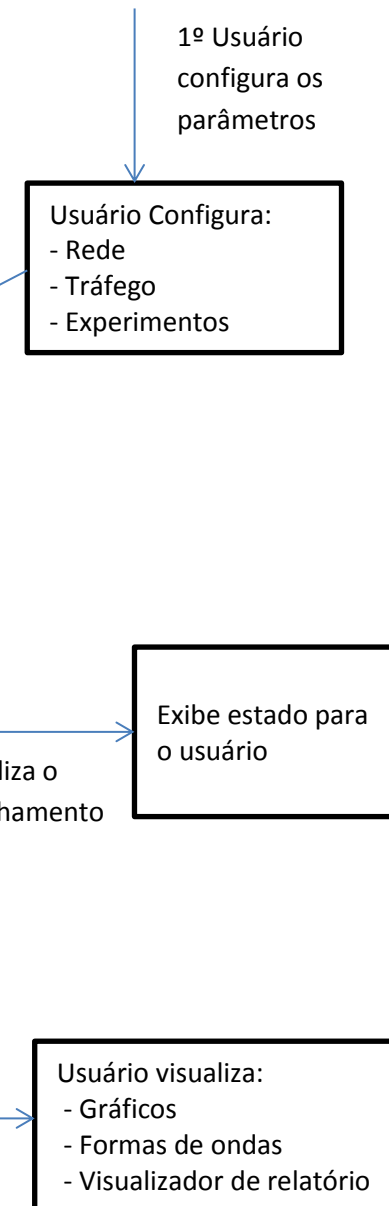 1º Usuário
configura os
parâmetros
Usuário Configura:
- Rede
- Tráfego
- Experimentos
Exibe estado para
o usuário
liza o
hamento
Usuário visualiza:
- Gráficos
- Formas de ondas
- Visualizador de relatório